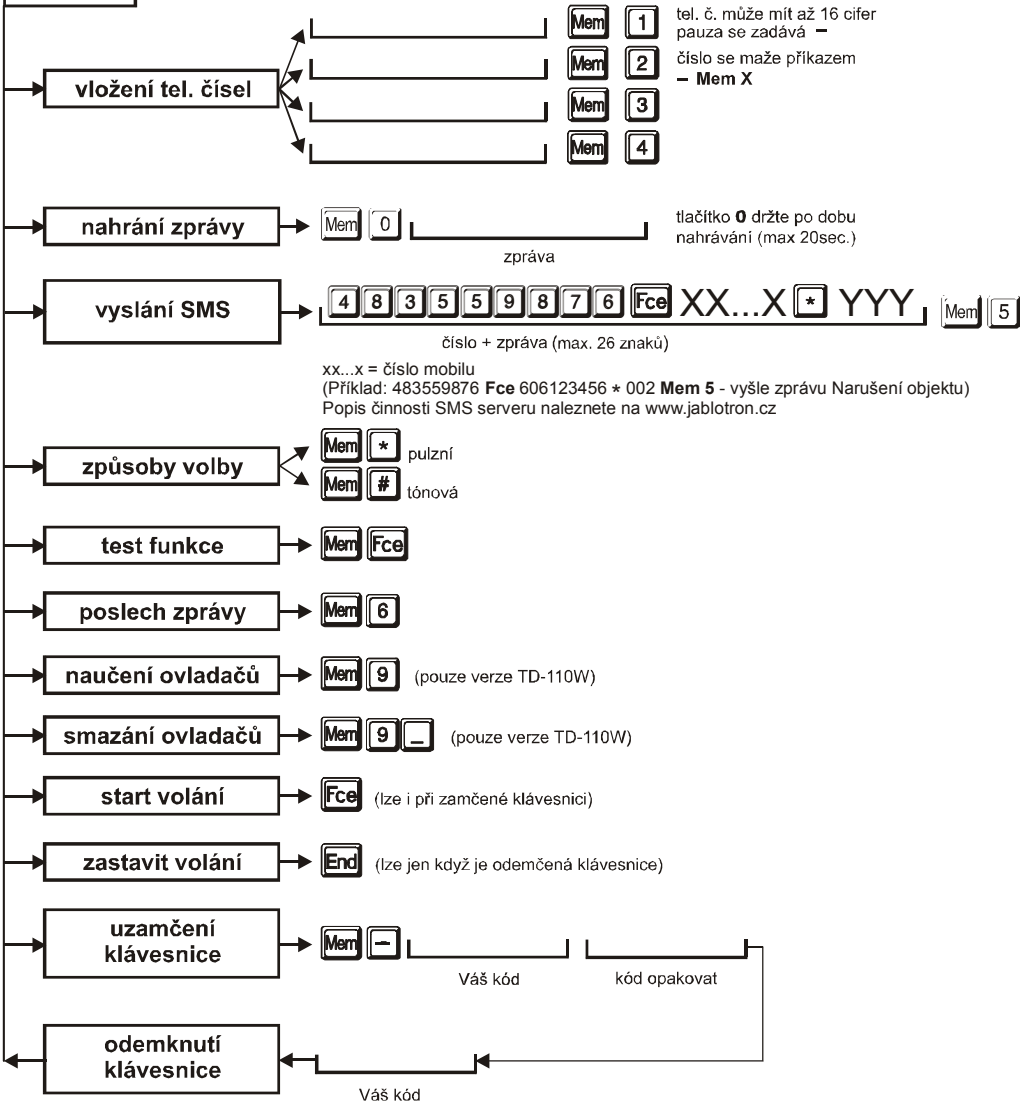 Mem 1 tel. č. může mít až 16 cifer
pauza se zadává –
vložení tel. čísel
Mem 2 číslo se maže příkazem
– Mem X
Mem 3
Mem 4
nahrání zprávy Mem 0 tlačítko 0 držte po dobu
nahrávání (max 20sec.)
zpráva
vyslání SMS 4 8 3 5 5 9 8 7 6 Fce XX...X * YYY Mem 5
číslo + zpráva (max. 26 znaků)
xx...x = číslo mobilu
(Příklad: 483559876 Fce 606123456 * 002 Mem 5 - vyšle zprávu Narušení objektu)
Popis činnosti SMS serveru naleznete na www.jablotron.cz
způsoby volby
Mem * pulzní
Mem # tónová
test funkce Mem Fce
poslech zprávy Mem 6
naučení ovladačů Mem 9 (pouze verze TD-110W)
smazání ovladačů Mem 9 _ (pouze verze TD-110W)
start volání Fce (lze i při zamčené klávesnici)
zastavit volání End (lze jen když je odemčená klávesnice)
uzamčení
klávesnice
Mem –
Váš kód kód opakovat
odemknutí
klávesnice
Váš kód